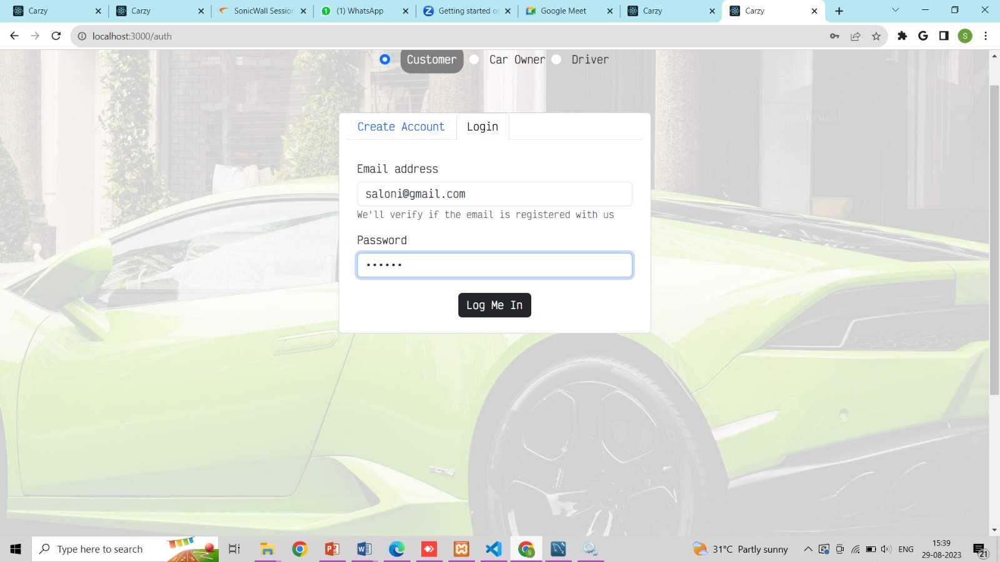 Carzy
Carzy
SonicWall Session
(1) WhatsApp
Getting started o
Google Meet
Carzy
Carzy
localhost:3000/auth
S
Customer
Car Owner
Driver
Create Account
Login
Email address
saloni@gmail.com
We'll verify if the email is registered with us
Password
••••••
Log Me In
Type here to search
31°C Partly sunny
ENG
15:39
29-08-2023
21